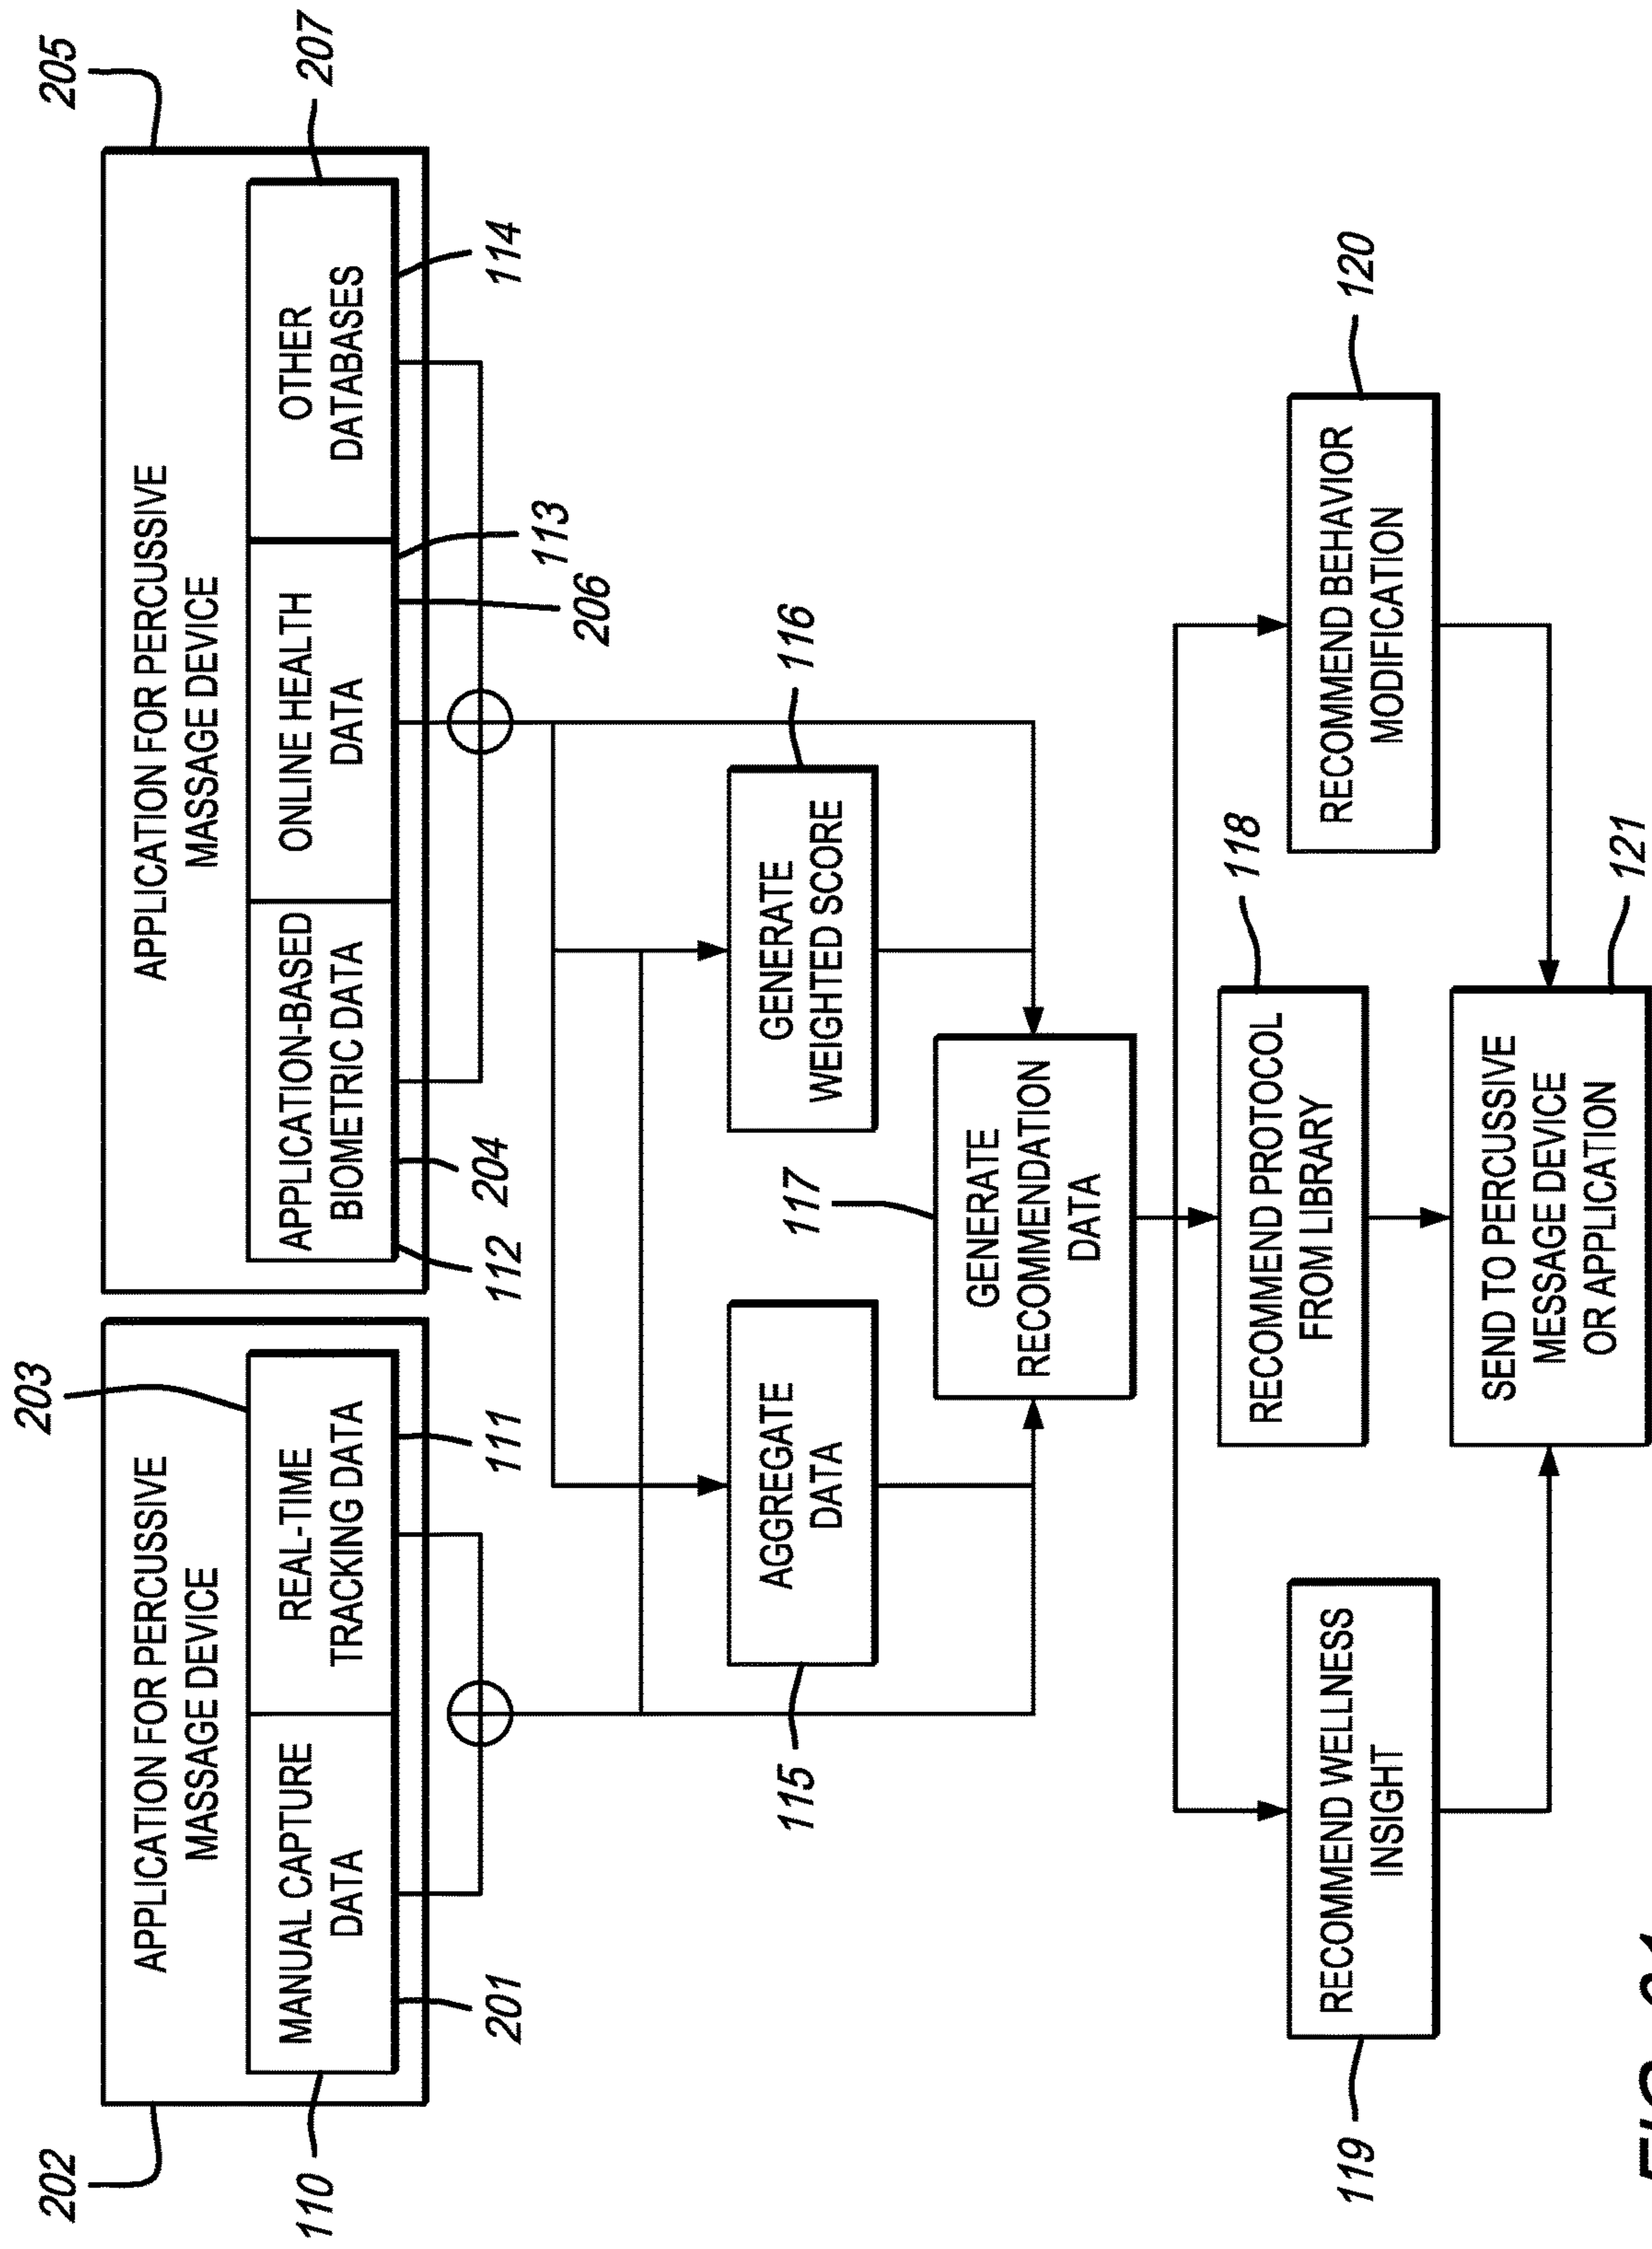 202
APPLICATION FOR PERCUSSIVE
MASSAGE DEVICE
203
110
MANUAL CAPTURE
DATA
REAL-TIME
TRACKING DATA
201
111
205
APPLICATION FOR PERCUSSIVE
MASSAGE DEVICE
207
APPLICATION-BASED
BIOMETRIC DATA
ONLINE HEALTH
DATA
OTHER
DATABASES
112
204
206
113
114
115
AGGREGATE
DATA
GENERATE
WEIGHTED SCORE
116
117
GENERATE
RECOMMENDATION
DATA
119
RECOMMEND WELLNESS
INSIGHT
RECOMMEND PROTOCOL
FROM LIBRARY
118
RECOMMEND BEHAVIOR
MODIFICATION
120
SEND TO PERCUSSIVE
MESSAGE DEVICE
OR APPLICATION
121